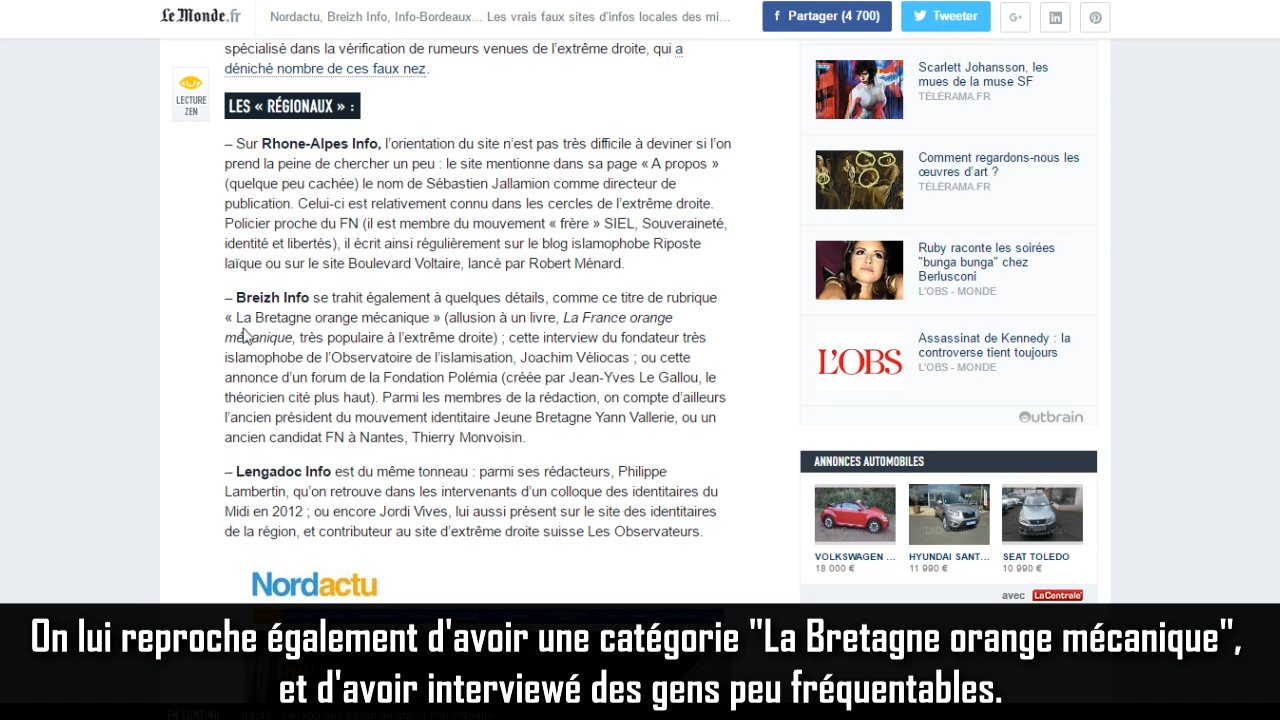 Le Monde.fr
Nordactu, Breizh Info, Info-Bordeaux... Les vrais faux sites d'infos locales des mi...
Partager (4 700)
Tweeter
G+
spécialisé dans la vérification de rumeurs venues de l'extrême droite, qui a
déniché nombre de ces faux nez.
LECTURE
ZEN
LES « RÉGIONAUX » :
– Sur Rhone-Alpes Info, l'orientation du site n'est pas très difficile à deviner si l'on
prend la peine de chercher un peu : le site mentionne dans sa page « A propos »
(quelque peu cachée) le nom de Sébastien Jallamion comme directeur de
publication. Celui-ci est relativement connu dans les cercles de l'extrême droite.
Policier proche du FN (il est membre du mouvement « frère » SIEL, Souveraineté,
identité et libertés), il écrit ainsi régulièrement sur le blog islamophobe Riposte
laïque ou sur le site Boulevard Voltaire, lancé par Robert Ménard.
– Breizh Info se trahit également à quelques détails, comme ce titre de rubrique
« La Bretagne orange mécanique » (allusion à un livre, La France orange
mécanique, très populaire à l'extrême droite) ; cette interview du fondateur très
islamophobe de l'Observatoire de l'islamisation, Joachim Véliocas ; ou cette
annonce d'un forum de la Fondation Polémia (créée par Jean-Yves Le Gallou, le
théoricien cité plus haut). Parmi les membres de la rédaction, on compte d'ailleurs
l'ancien président du mouvement identitaire Jeune Bretagne Yann Vallerie, ou un
ancien candidat FN à Nantes, Thierry Monvoisin.
– Lengadoc Info est du même tonneau : parmi ses rédacteurs, Philippe
Lambertin, qu'on retrouve dans les intervenants d'un colloque des identitaires du
Midi en 2012 ; ou encore Jordi Vives, lui aussi présent sur le site des identitaires
de la région, et contributeur au site d'extrême droite suisse Les Observateurs.
Nordactu
Scarlett Johansson, les
mues de la muse SF
TÉLÉRAMA.FR
Comment regardons-nous les
œuvres d'art ?
TÉLÉRAMA.FR
Ruby raconte les soirées
"bunga bunga" chez
Berlusconi
L'OBS - MONDE
L'OBS
Assassinat de Kennedy : la
controverse tient toujours
L'OBS - MONDE
Outbrain
ANNONCES AUTOMOBILES
VOLKSWAGEN ...
18 000 €
HYUNDAI SANT...
11 990 €
SEAT TOLEDO
10 990 €
avec LaCentrale
On lui reproche également d'avoir une catégorie "La Bretagne orange mécanique",
et d'avoir interviewé des gens peu fréquentables.
EN CONTINU